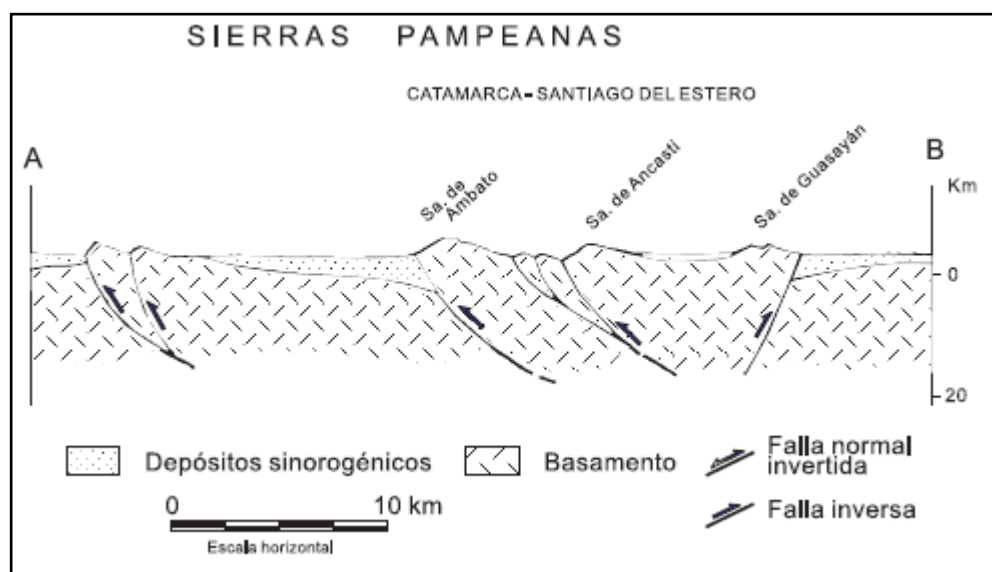 SIERRAS PAMPEANAS
CATAMARCA-SANTIAGO DEL ESTERO
A
Sa. de
Ambato
Sa. de Ancasti
Sa. de Guasayán
B
Km
0
20
Depósitos sinorogénicos
Basamento
Falla normal
invertida
0 10 km
Escala horizontal
Falla inversa